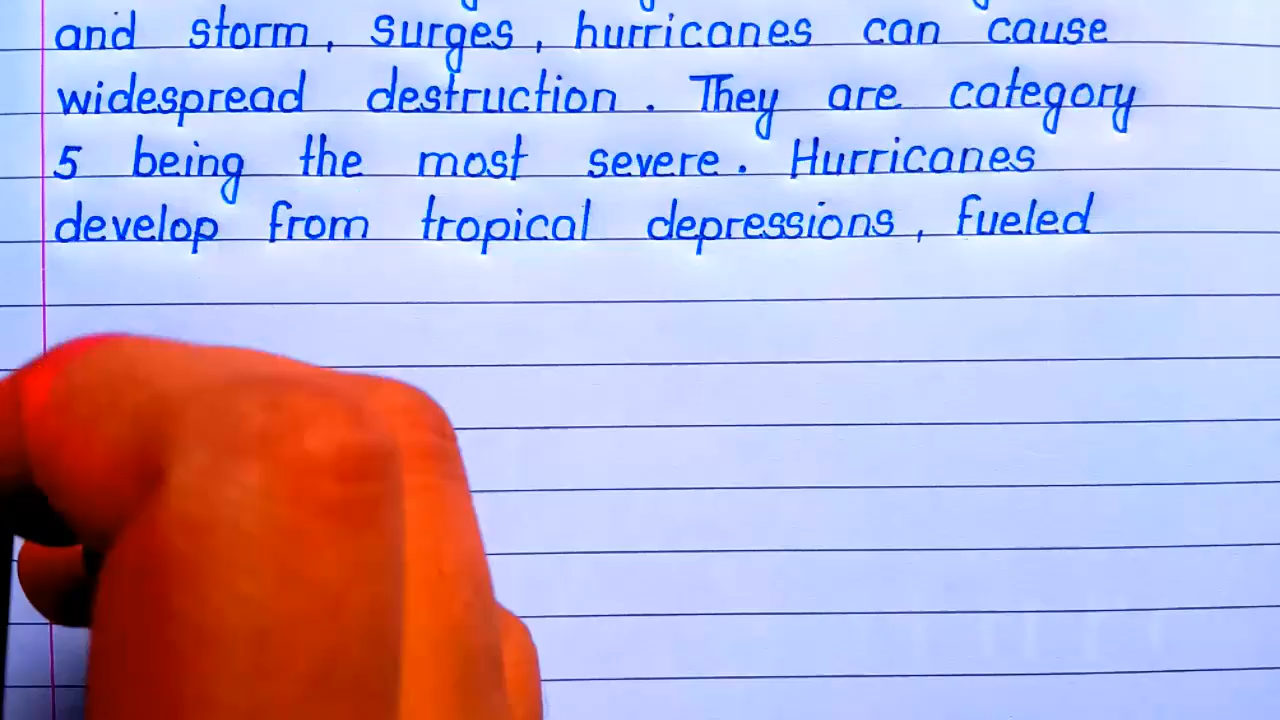 and storm, surges, hurricanes can cause
widespread destruction. They are category
5 being the most severe. Hurricanes
develop from tropical depressions, fueled